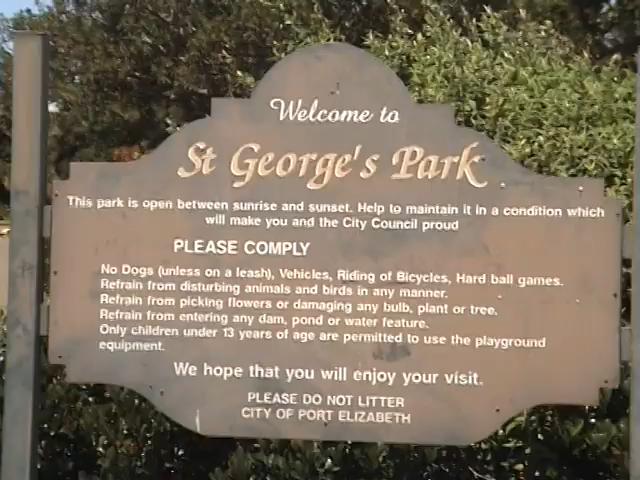 Welcome to
St George's Park
This park is open between sunrise and sunset. Help to maintain it in a condition which
will make you and the City Council proud
PLEASE COMPLY
No Dogs (unless on a leash), Vehicles, Riding of Bicycles, Hard ball games.
Refrain from disturbing animals and birds in any manner.
Refrain from picking flowers or damaging any bulb, plant or tree.
Refrain from entering any dam, pond or water feature.
Only children under 13 years of age are permitted to use the playground
equipment.
We hope that you will enjoy your visit.
PLEASE DO NOT LITTER
CITY OF PORT ELIZABETH